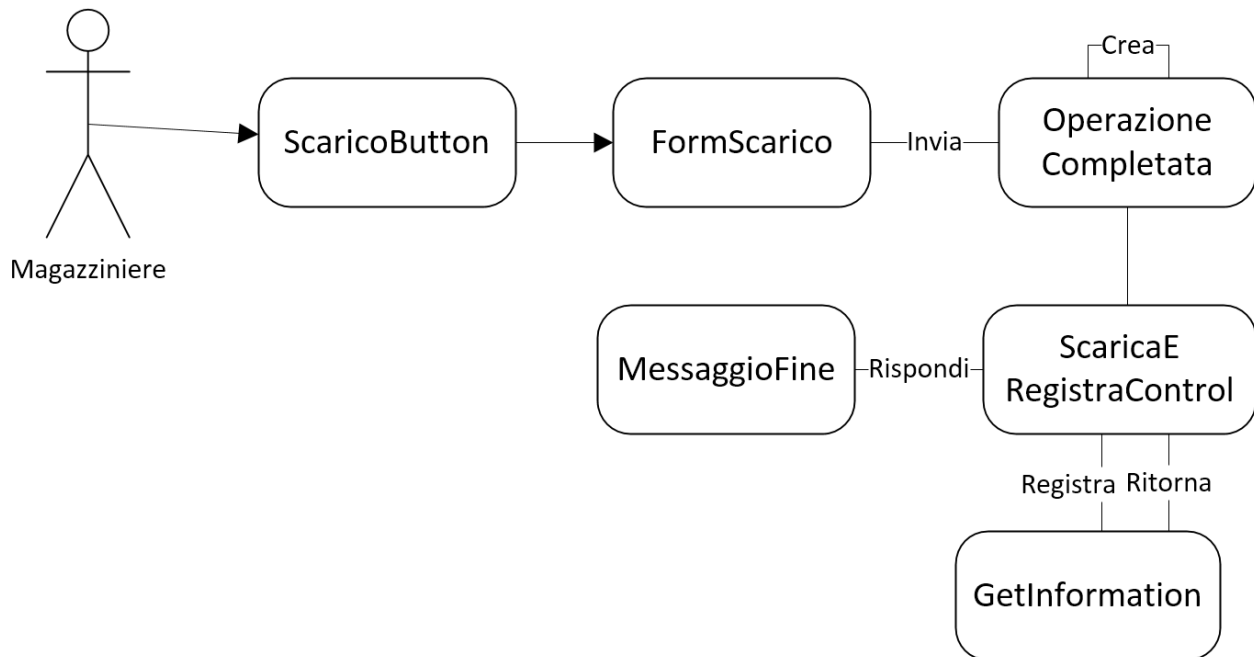 Crea
ScaricoButton
FormScarico
Invia
Operazione
Completata
Magazziniere
MessaggioFine
Rispondi
ScaricaE
RegistraControl
Registra
Ritorna
GetInformation